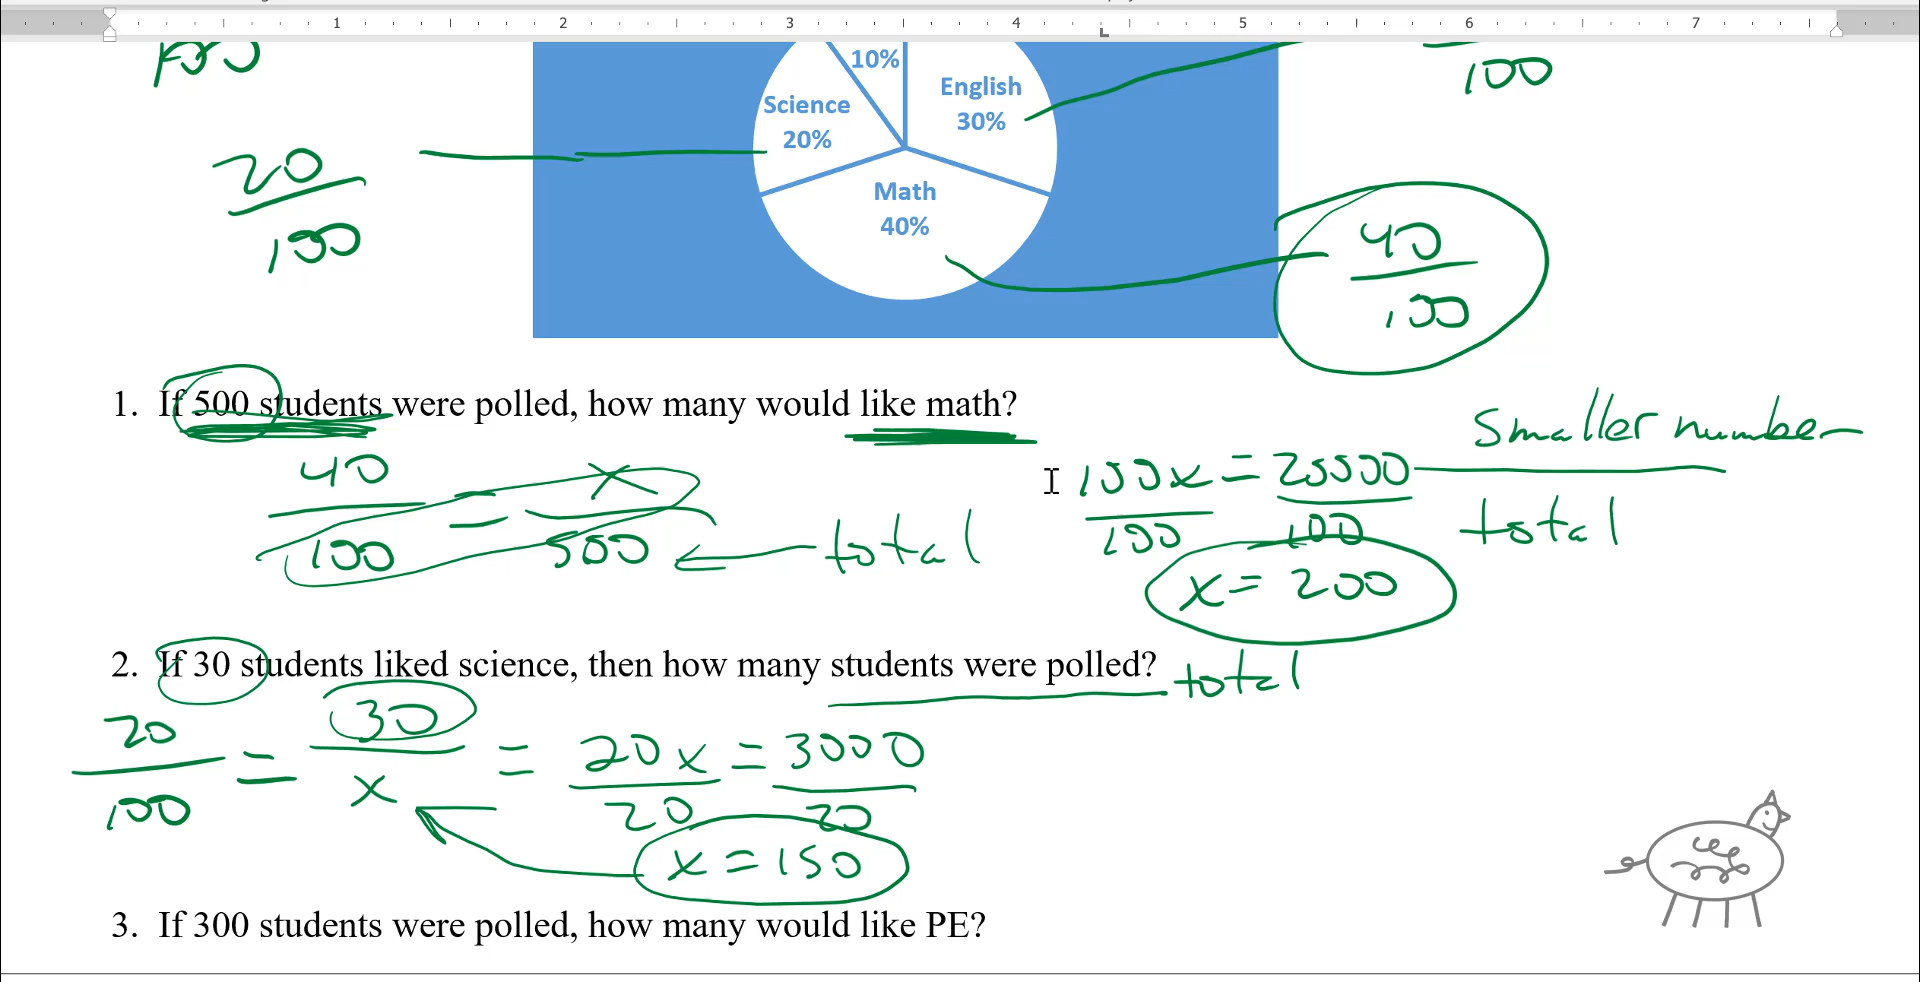 1 2 3 4 5 6 7
100
10%
English
30%
100
Science
20%
20
100
Math
40%
40
100
1. If 500 students were polled, how many would like math?
40/100 = x/500 ← total
100x/100 = 20000/100
x = 200
smaller number
total
2. If 30 students liked science, then how many students were polled? total
20/100 = 30/x = 20x/20 = 3000/20
x = 150
3. If 300 students were polled, how many would like PE?